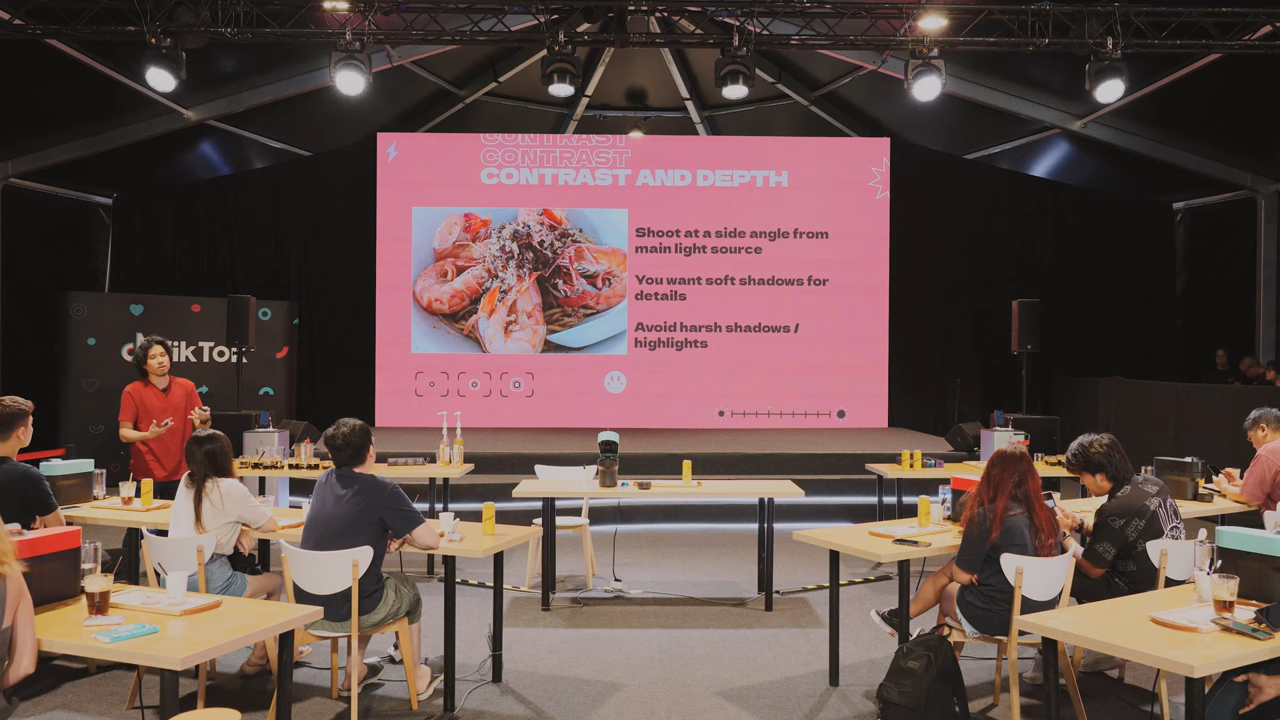 CONTRAST
CONTRAST
CONTRAST AND DEPTH
Shoot at a side angle from
main light source
You want soft shadows for
details
Avoid harsh shadows /
highlights
TikTok